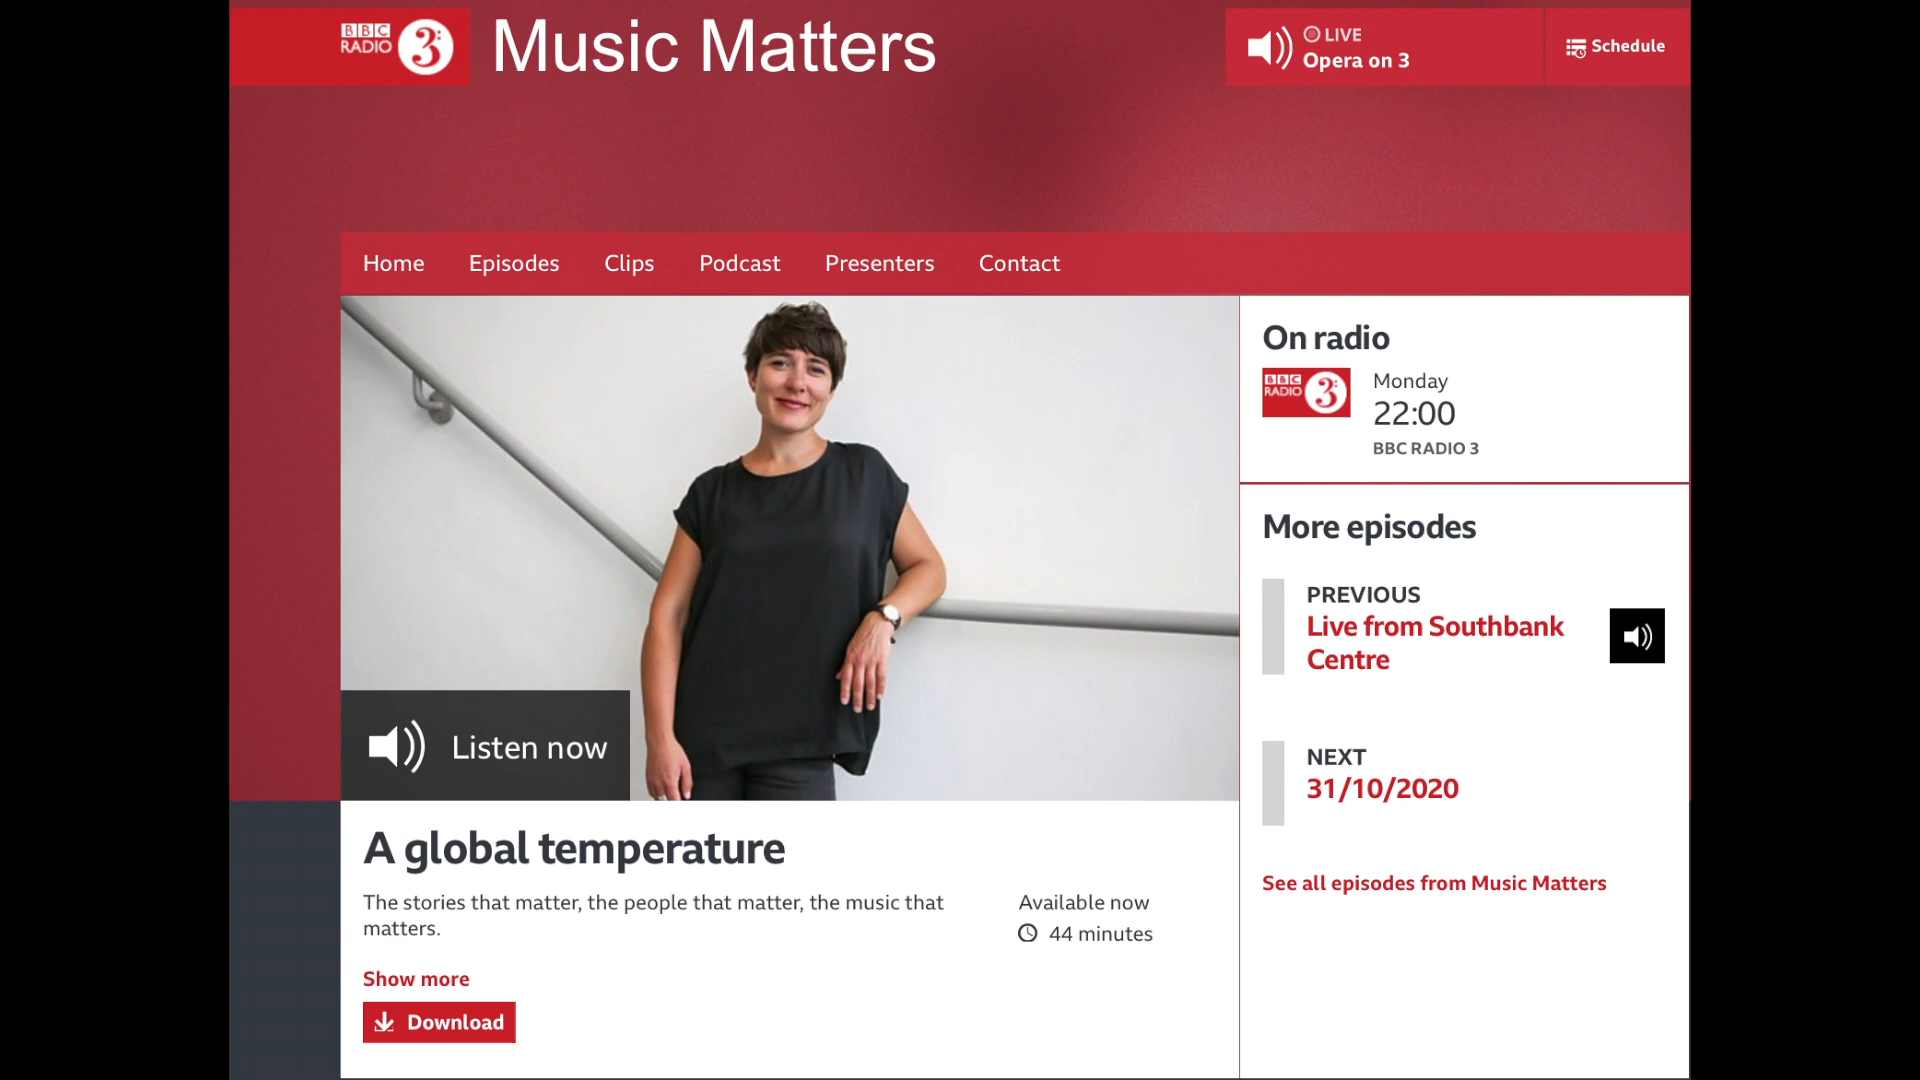 BBC
RADIO 3
Music Matters
LIVE
Opera on 3
Schedule
Home Episodes Clips Podcast Presenters Contact
Listen now
A global temperature
The stories that matter, the people that matter, the music that
matters.
Available now
44 minutes
Show more
Download
On radio
BBC
RADIO 3
Monday
22:00
BBC RADIO 3
More episodes
PREVIOUS
Live from Southbank
Centre
NEXT
31/10/2020
See all episodes from Music Matters